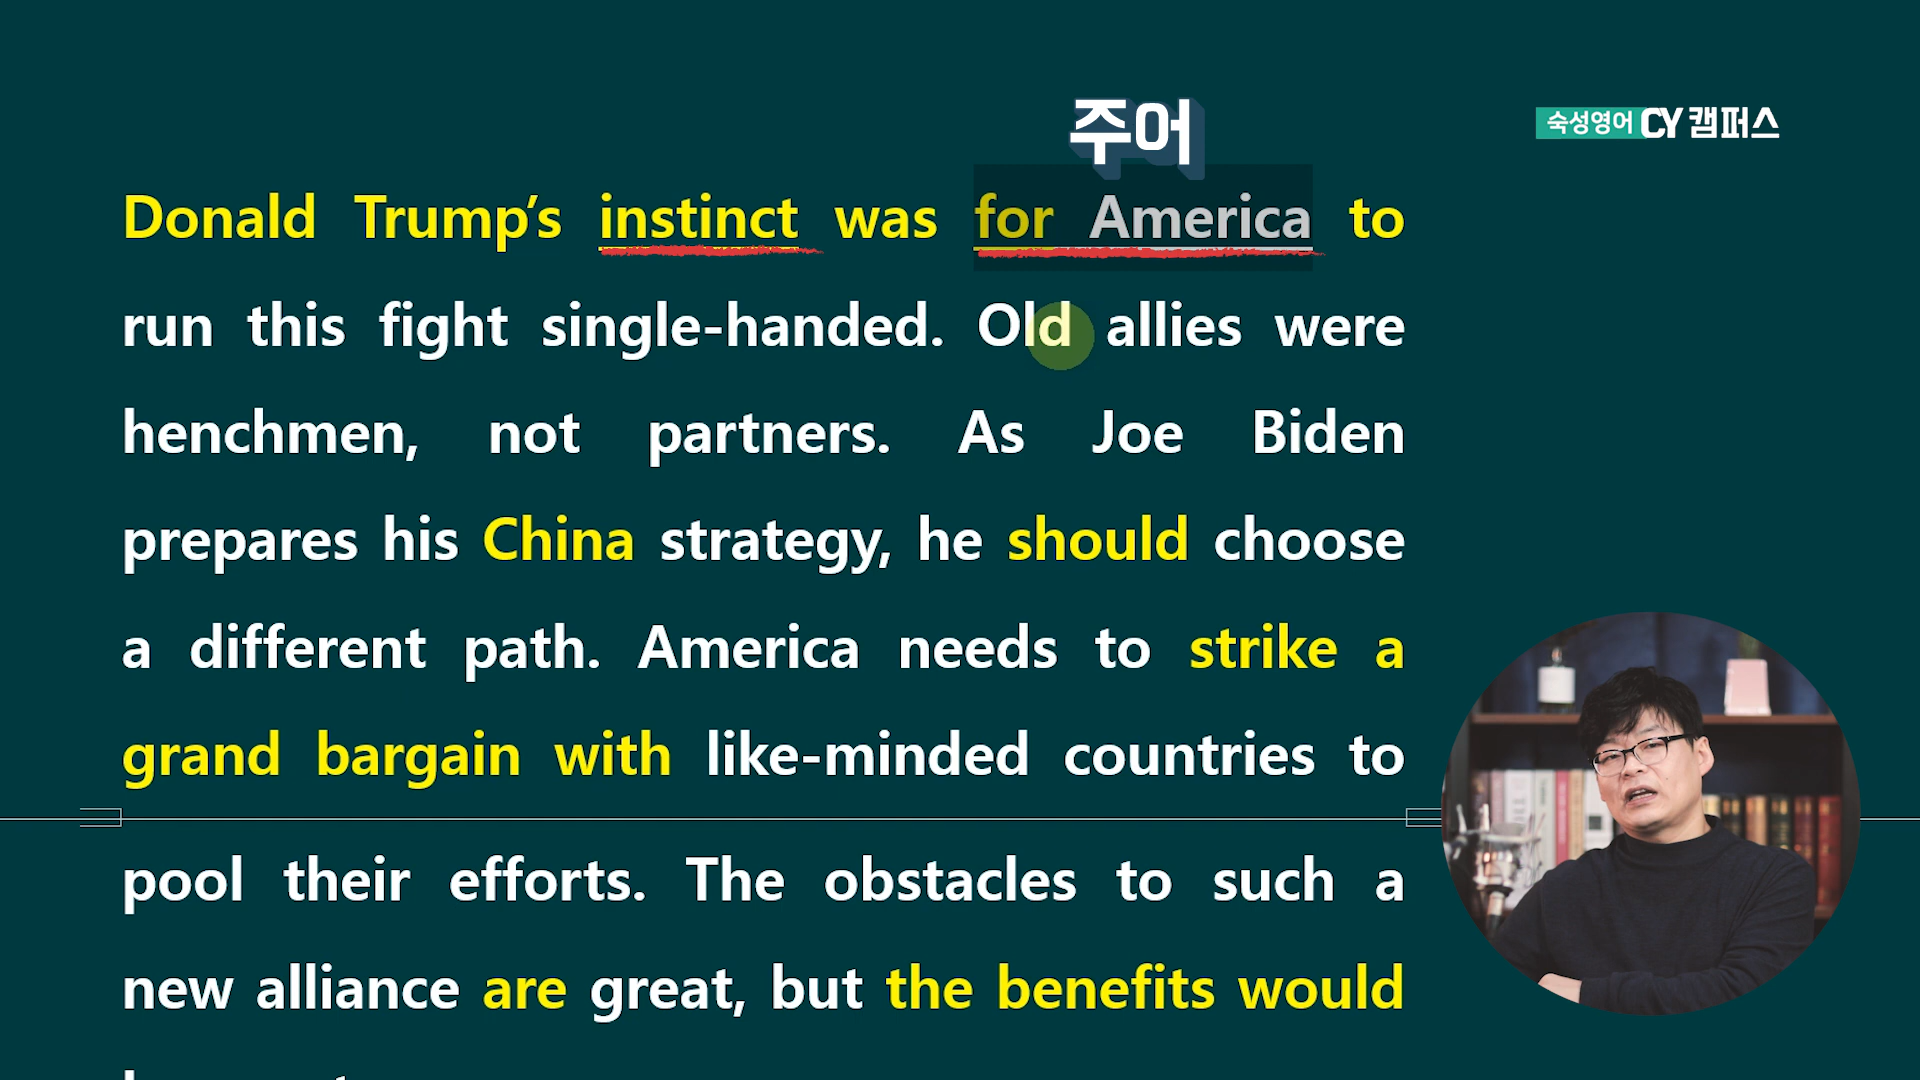 주어
숙성영어 CY캠퍼스
Donald Trump’s instinct was for America to
run this fight single-handed. Old allies were
henchmen, not partners. As Joe Biden
prepares his China strategy, he should choose
a different path. America needs to strike a
grand bargain with like-minded countries to
pool their efforts. The obstacles to such a
new alliance are great, but the benefits would